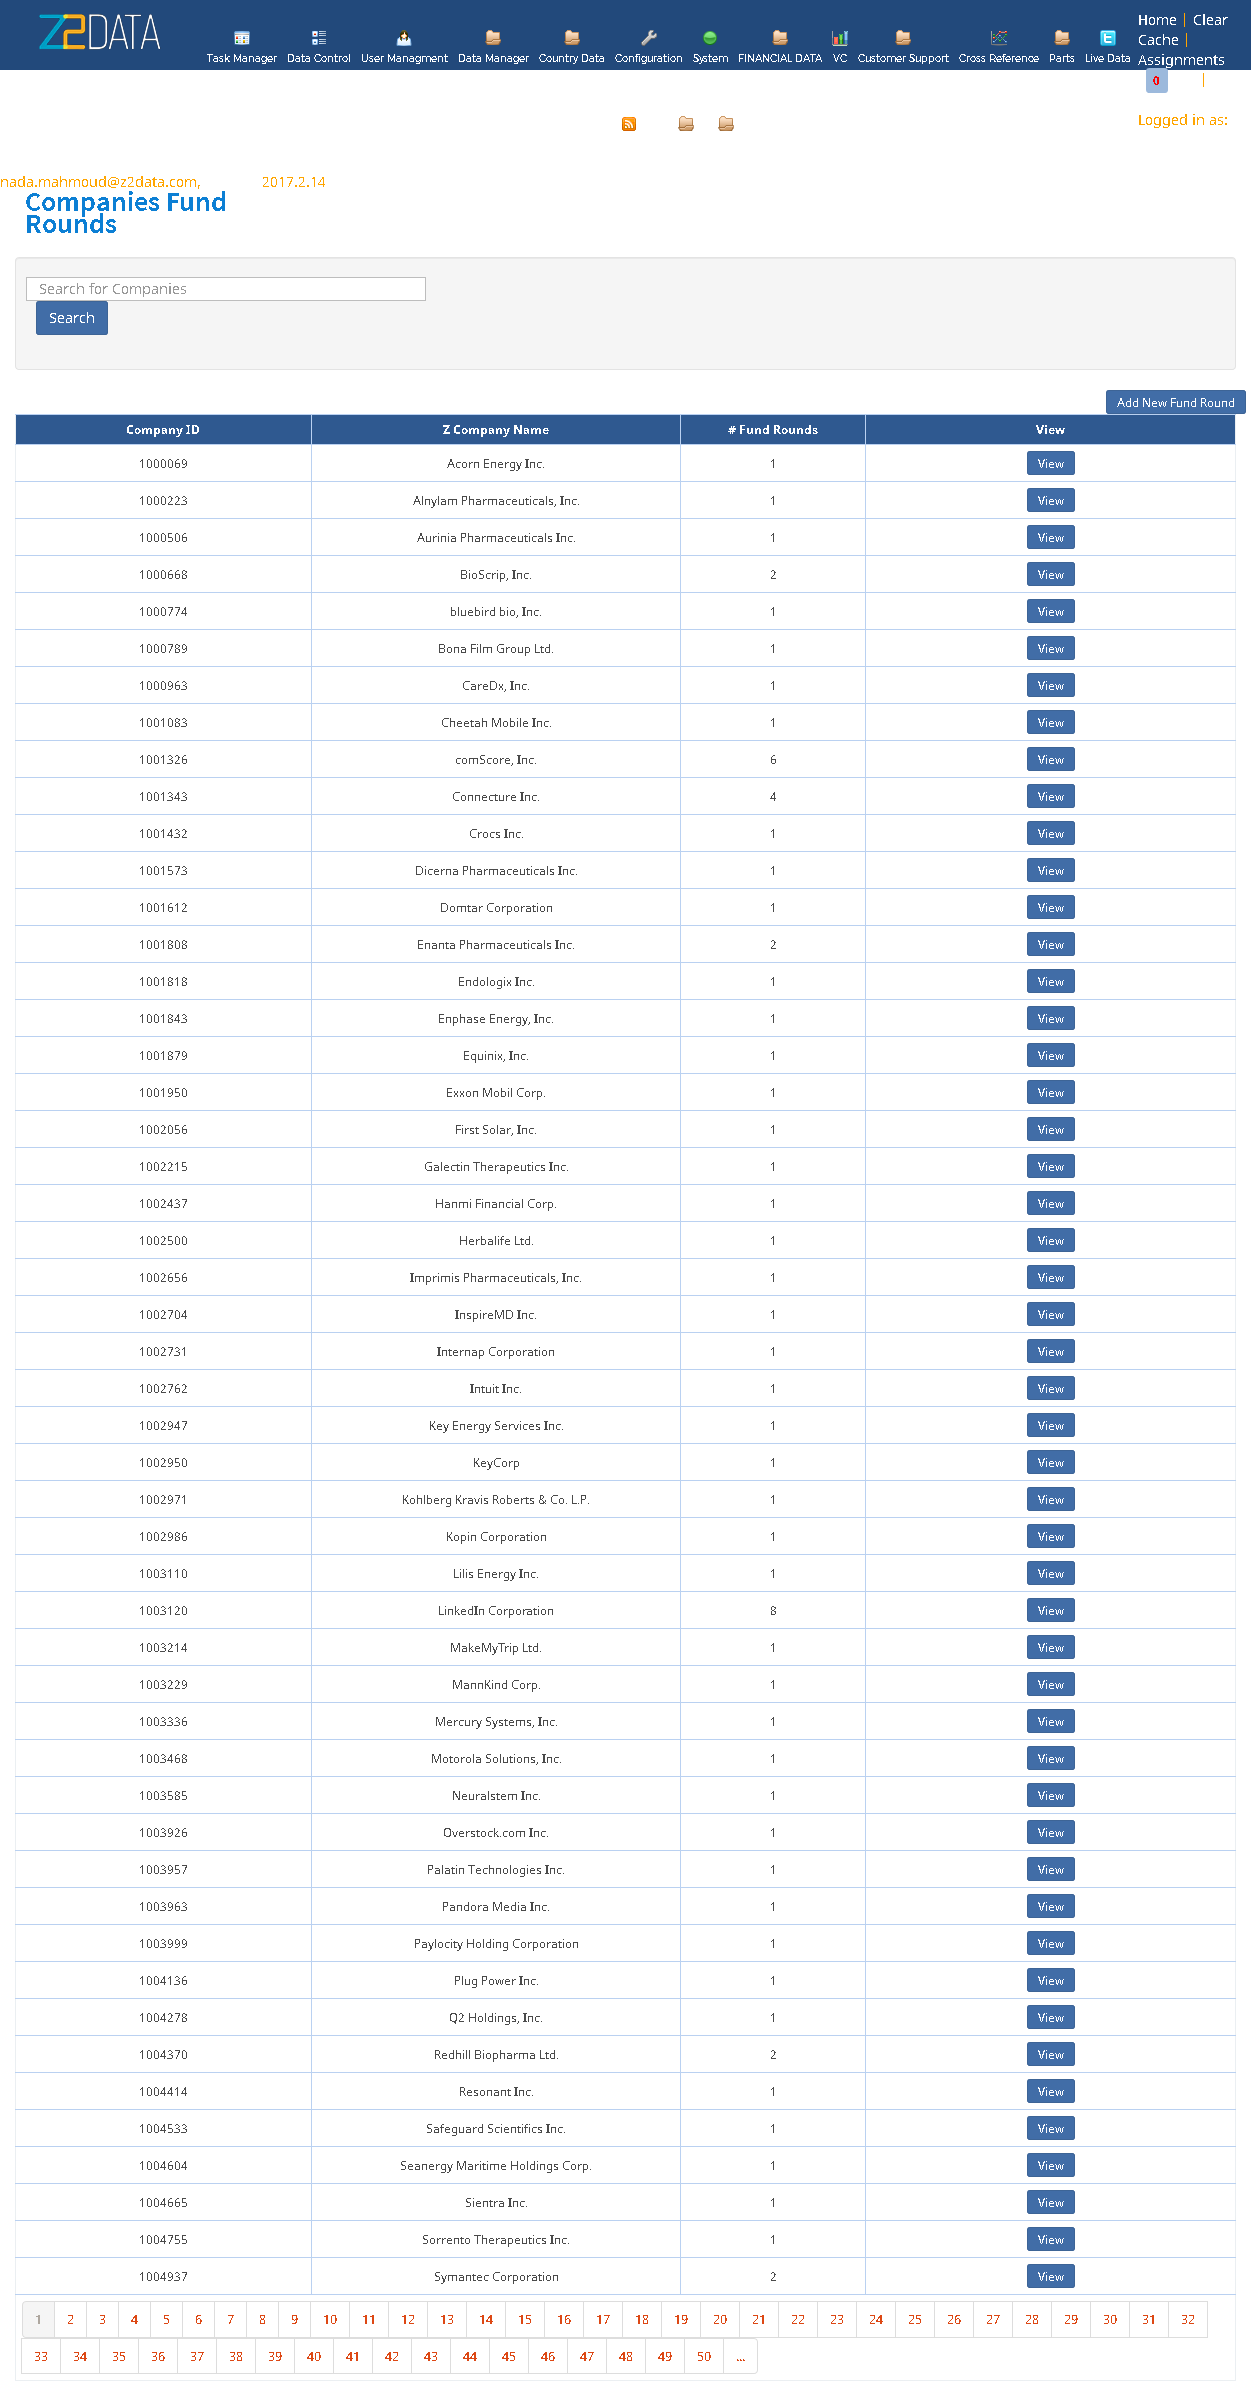 Z2DATA
Task Manager Data Control User Managment Data Manager Country Data Configuration System FINANCIAL DATA VC Customer Support Cross Reference Parts Live Data
Home | Clear
Cache |
Assignments
0 |
Logged in as:
nada.mahmoud@z2data.com, 2017.2.14
Companies Fund
Rounds
Search for Companies
Search
Add New Fund Round
Company ID Z Company Name # Fund Rounds View
1000069 Acorn Energy Inc. 1 View
1000223 Alnylam Pharmaceuticals, Inc. 1 View
1000506 Aurinia Pharmaceuticals Inc. 1 View
1000668 BioScrip, Inc. 2 View
1000774 bluebird bio, Inc. 1 View
1000789 Bona Film Group Ltd. 1 View
1000963 CareDx, Inc. 1 View
1001083 Cheetah Mobile Inc. 1 View
1001326 comScore, Inc. 6 View
1001343 Connecture Inc. 4 View
1001432 Crocs Inc. 1 View
1001573 Dicerna Pharmaceuticals Inc. 1 View
1001612 Domtar Corporation 1 View
1001808 Enanta Pharmaceuticals Inc. 2 View
1001818 Endologix Inc. 1 View
1001843 Enphase Energy, Inc. 1 View
1001879 Equinix, Inc. 1 View
1001950 Exxon Mobil Corp. 1 View
1002056 First Solar, Inc. 1 View
1002215 Galectin Therapeutics Inc. 1 View
1002437 Hanmi Financial Corp. 1 View
1002500 Herbalife Ltd. 1 View
1002656 Imprimis Pharmaceuticals, Inc. 1 View
1002704 InspireMD Inc. 1 View
1002731 Internap Corporation 1 View
1002762 Intuit Inc. 1 View
1002947 Key Energy Services Inc. 1 View
1002950 KeyCorp 1 View
1002971 Kohlberg Kravis Roberts & Co. L.P. 1 View
1002986 Kopin Corporation 1 View
1003110 Lilis Energy Inc. 1 View
1003120 LinkedIn Corporation 8 View
1003214 MakeMyTrip Ltd. 1 View
1003229 MannKind Corp. 1 View
1003336 Mercury Systems, Inc. 1 View
1003468 Motorola Solutions, Inc. 1 View
1003585 Neuralstem Inc. 1 View
1003926 Overstock.com Inc. 1 View
1003957 Palatin Technologies Inc. 1 View
1003963 Pandora Media Inc. 1 View
1003999 Paylocity Holding Corporation 1 View
1004136 Plug Power Inc. 1 View
1004278 Q2 Holdings, Inc. 1 View
1004370 Redhill Biopharma Ltd. 2 View
1004414 Resonant Inc. 1 View
1004533 Safeguard Scientifics Inc. 1 View
1004604 Seanergy Maritime Holdings Corp. 1 View
1004665 Sientra Inc. 1 View
1004755 Sorrento Therapeutics Inc. 1 View
1004937 Symantec Corporation 2 View
1 2 3 4 5 6 7 8 9 10 11 12 13 14 15 16 17 18 19 20 21 22 23 24 25 26 27 28 29 30 31 32
33 34 35 36 37 38 39 40 41 42 43 44 45 46 47 48 49 50 ...